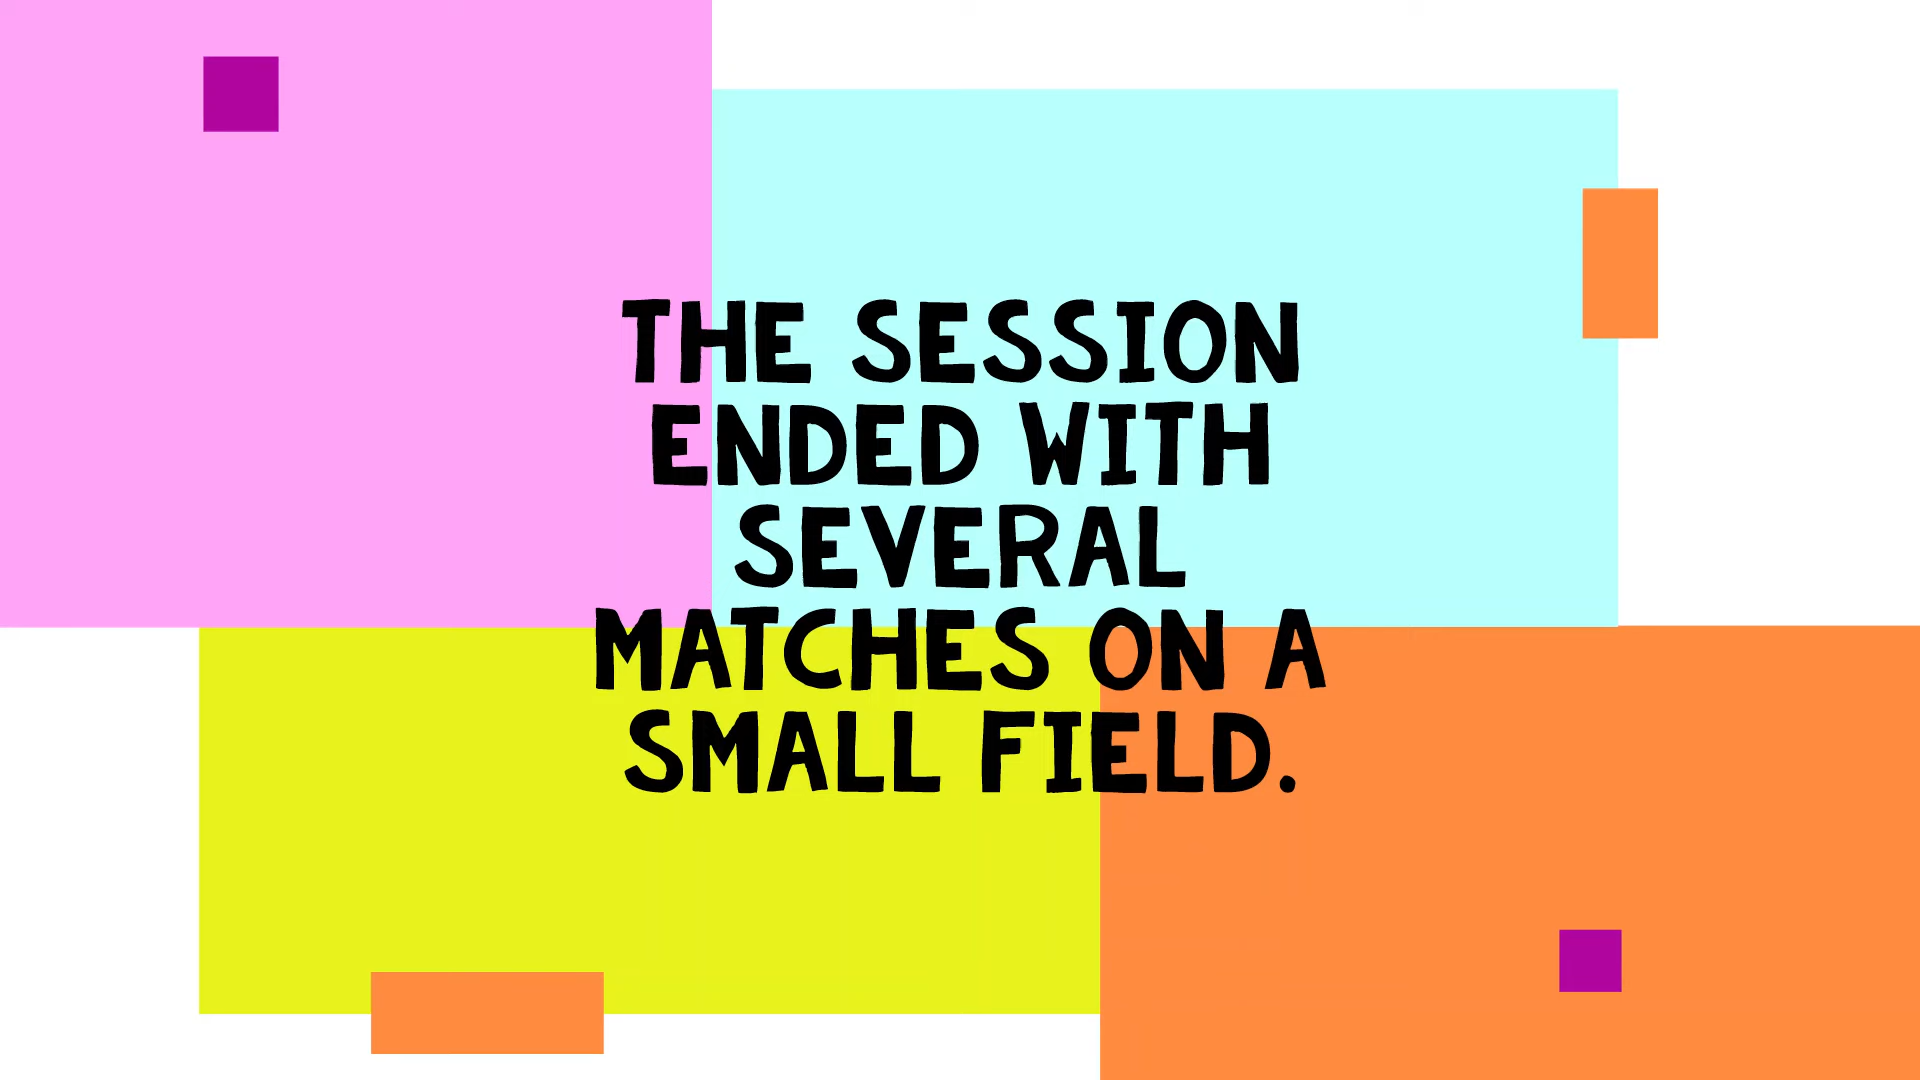 THE SESSION
ENDED WITH
SEVERAL
MATCHES ON A
SMALL FIELD.